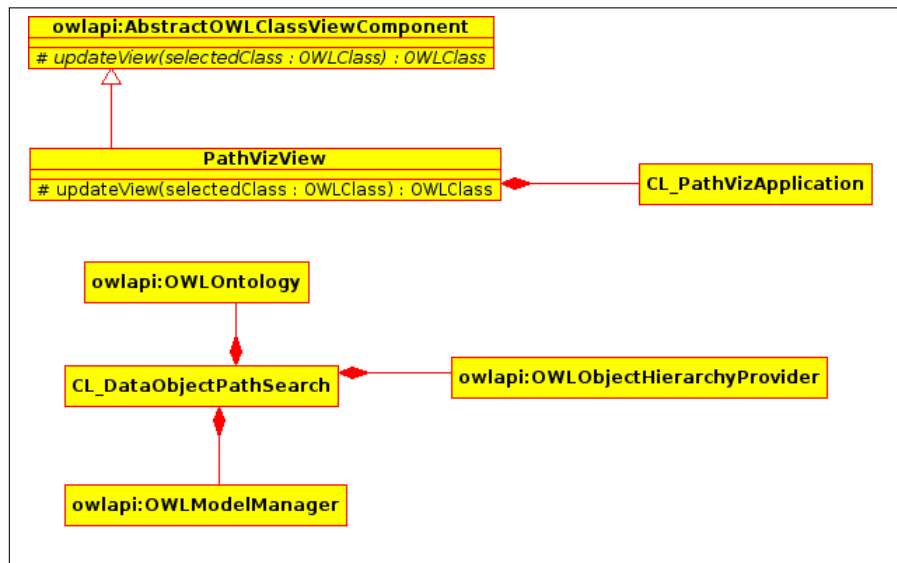 owlapi:AbstractOWLClassViewComponent
# updateView(selectedClass : OWLClass) : OWLClass
PathVizView
# updateView(selectedClass : OWLClass) : OWLClass
CL_PathVizApplication
owlapi:OWLOntology
CL_DataObjectPathSearch
owlapi:OWLObjectHierarchyProvider
owlapi:OWLModelManager